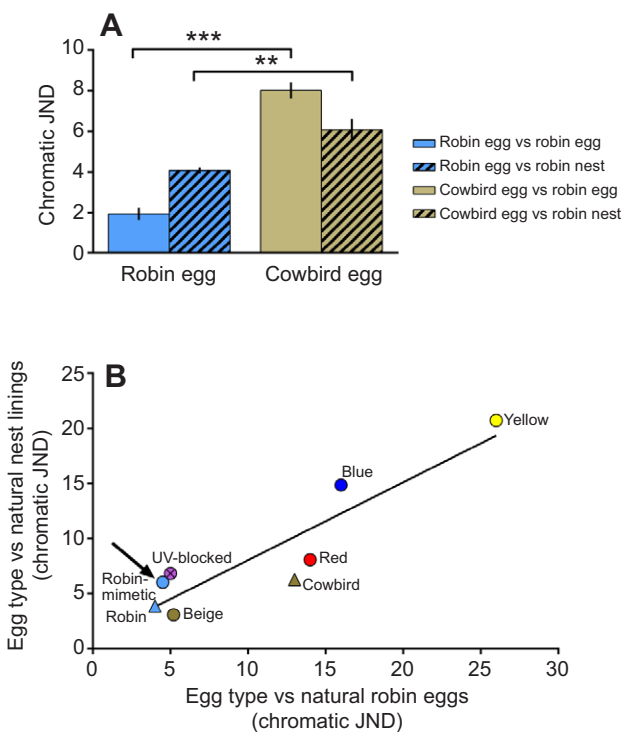 A
***
**
10
8
6
4
2
0
Chromatic JND
Robin egg
Cowbird egg
Robin egg vs robin egg
Robin egg vs robin nest
Cowbird egg vs robin egg
Cowbird egg vs robin nest
B
Egg type vs natural nest linings
(chromatic JND)
25
20
15
10
5
0
Yellow
Blue
UV-blocked
Red
Robin-
mimetic
Cowbird
Robin
Beige
0 5 10 15 20 25 30
Egg type vs natural robin eggs
(chromatic JND)